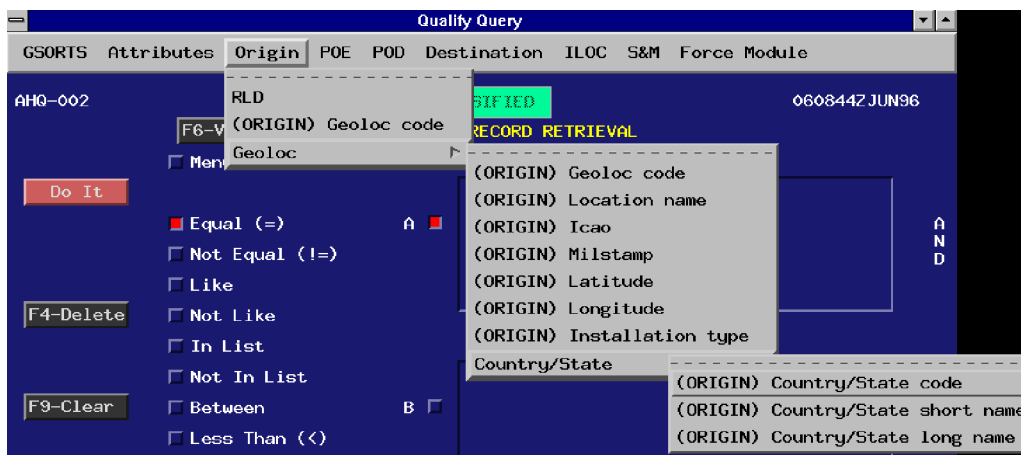 Qualify Query
GSORTS Attributes Origin POE POD Destination ILOC S&M Force Module
AHQ-002
060844ZJUN96
RECORD RETRIEVAL
RLD
(ORIGIN) Geoloc code
Geoloc
(ORIGIN) Geoloc code
(ORIGIN) Location name
(ORIGIN) Icao
(ORIGIN) Milstamp
(ORIGIN) Latitude
(ORIGIN) Longitude
(ORIGIN) Installation type
Country/State
(ORIGIN) Country/State code
(ORIGIN) Country/State short name
(ORIGIN) Country/State long name
Do It
Equal (=)
A
Not Equal (!=)
Like
F4-Delete
Not Like
In List
Not In List
F9-Clear
Between
B
Less Than (<)
AND